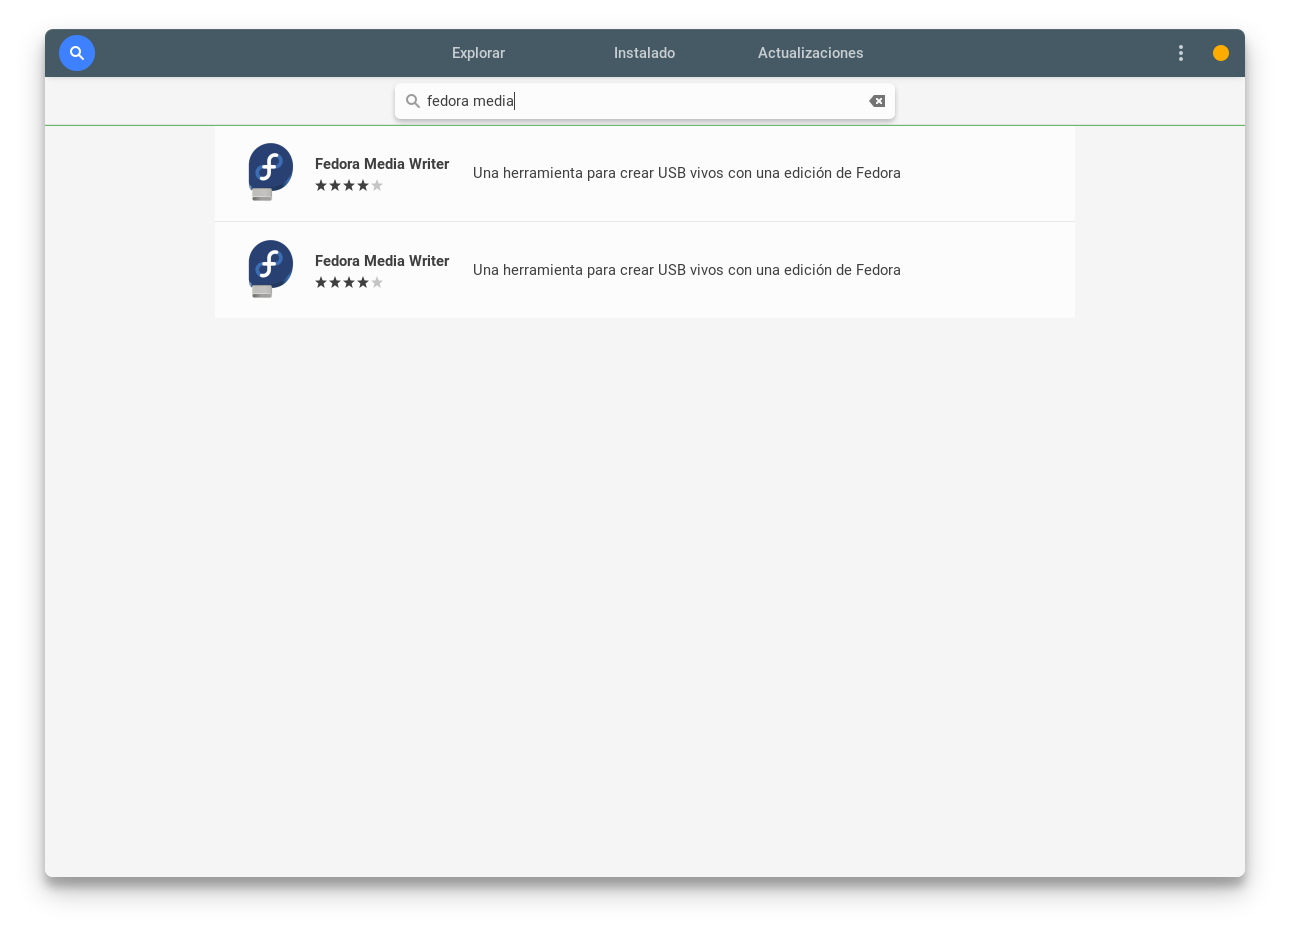 Explorar Instalado Actualizaciones
fedora media
Fedora Media Writer
Una herramienta para crear USB vivos con una edición de Fedora
Fedora Media Writer
Una herramienta para crear USB vivos con una edición de Fedora